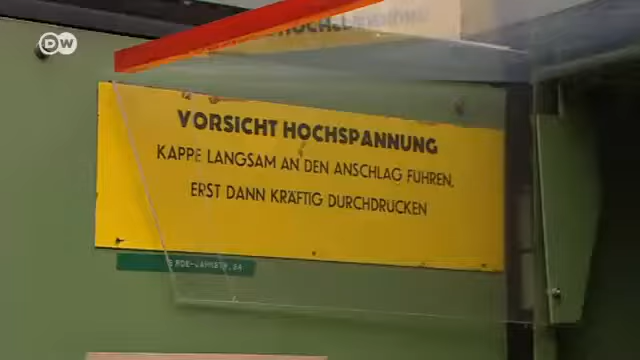 DW
VORSICHT HOCHSPANNUNG
KAPPE LANGSAM AN DEN ANSCHLAG FÜHREN,
ERST DANN KRÄFTIG DURCHDRÜCKEN